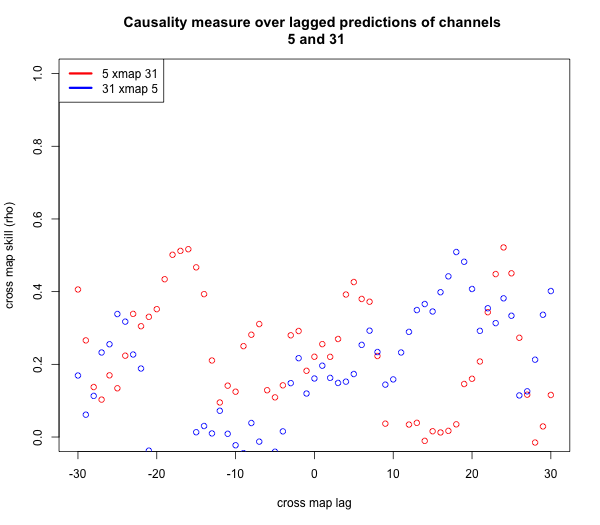 Causality measure over lagged predictions of channels
5 and 31
5 xmap 31
31 xmap 5
cross map skill (rho)
1.0
0.8
0.6
0.4
0.2
0.0
-30 -20 -10 0 10 20 30
cross map lag